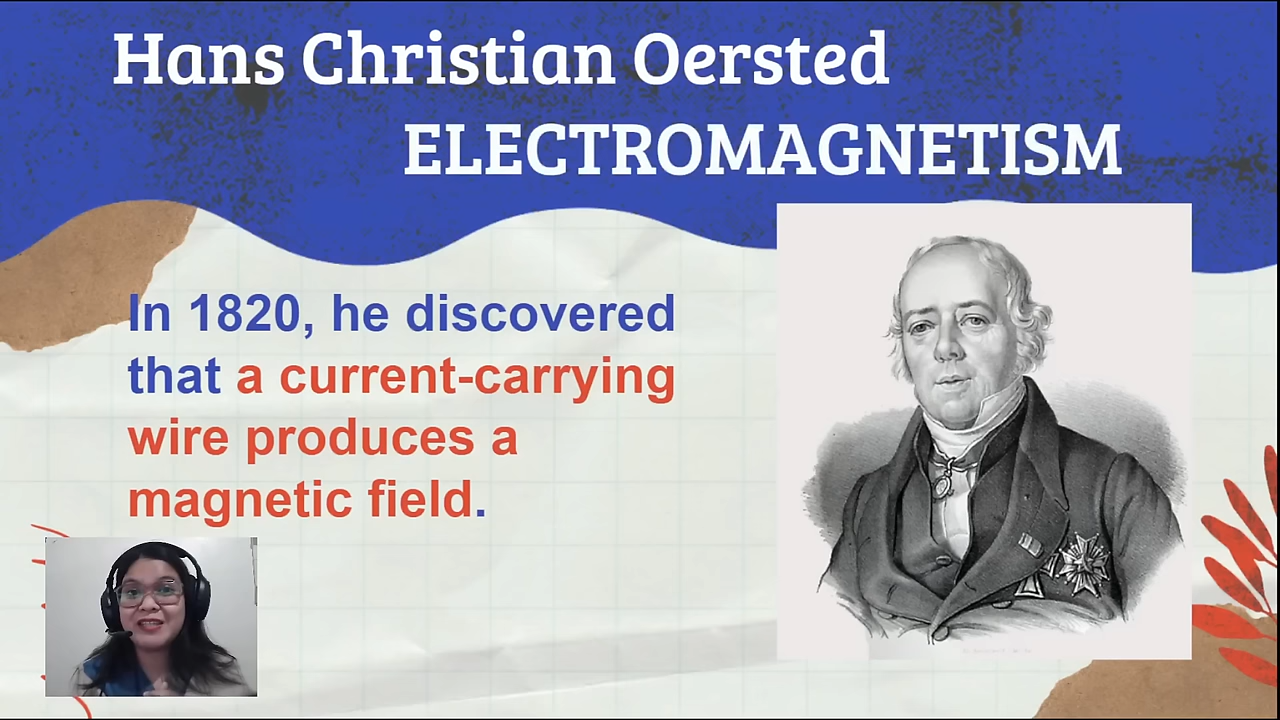 Hans Christian Oersted
ELECTROMAGNETISM
In 1820, he discovered
that a current-carrying
wire produces a
magnetic field.